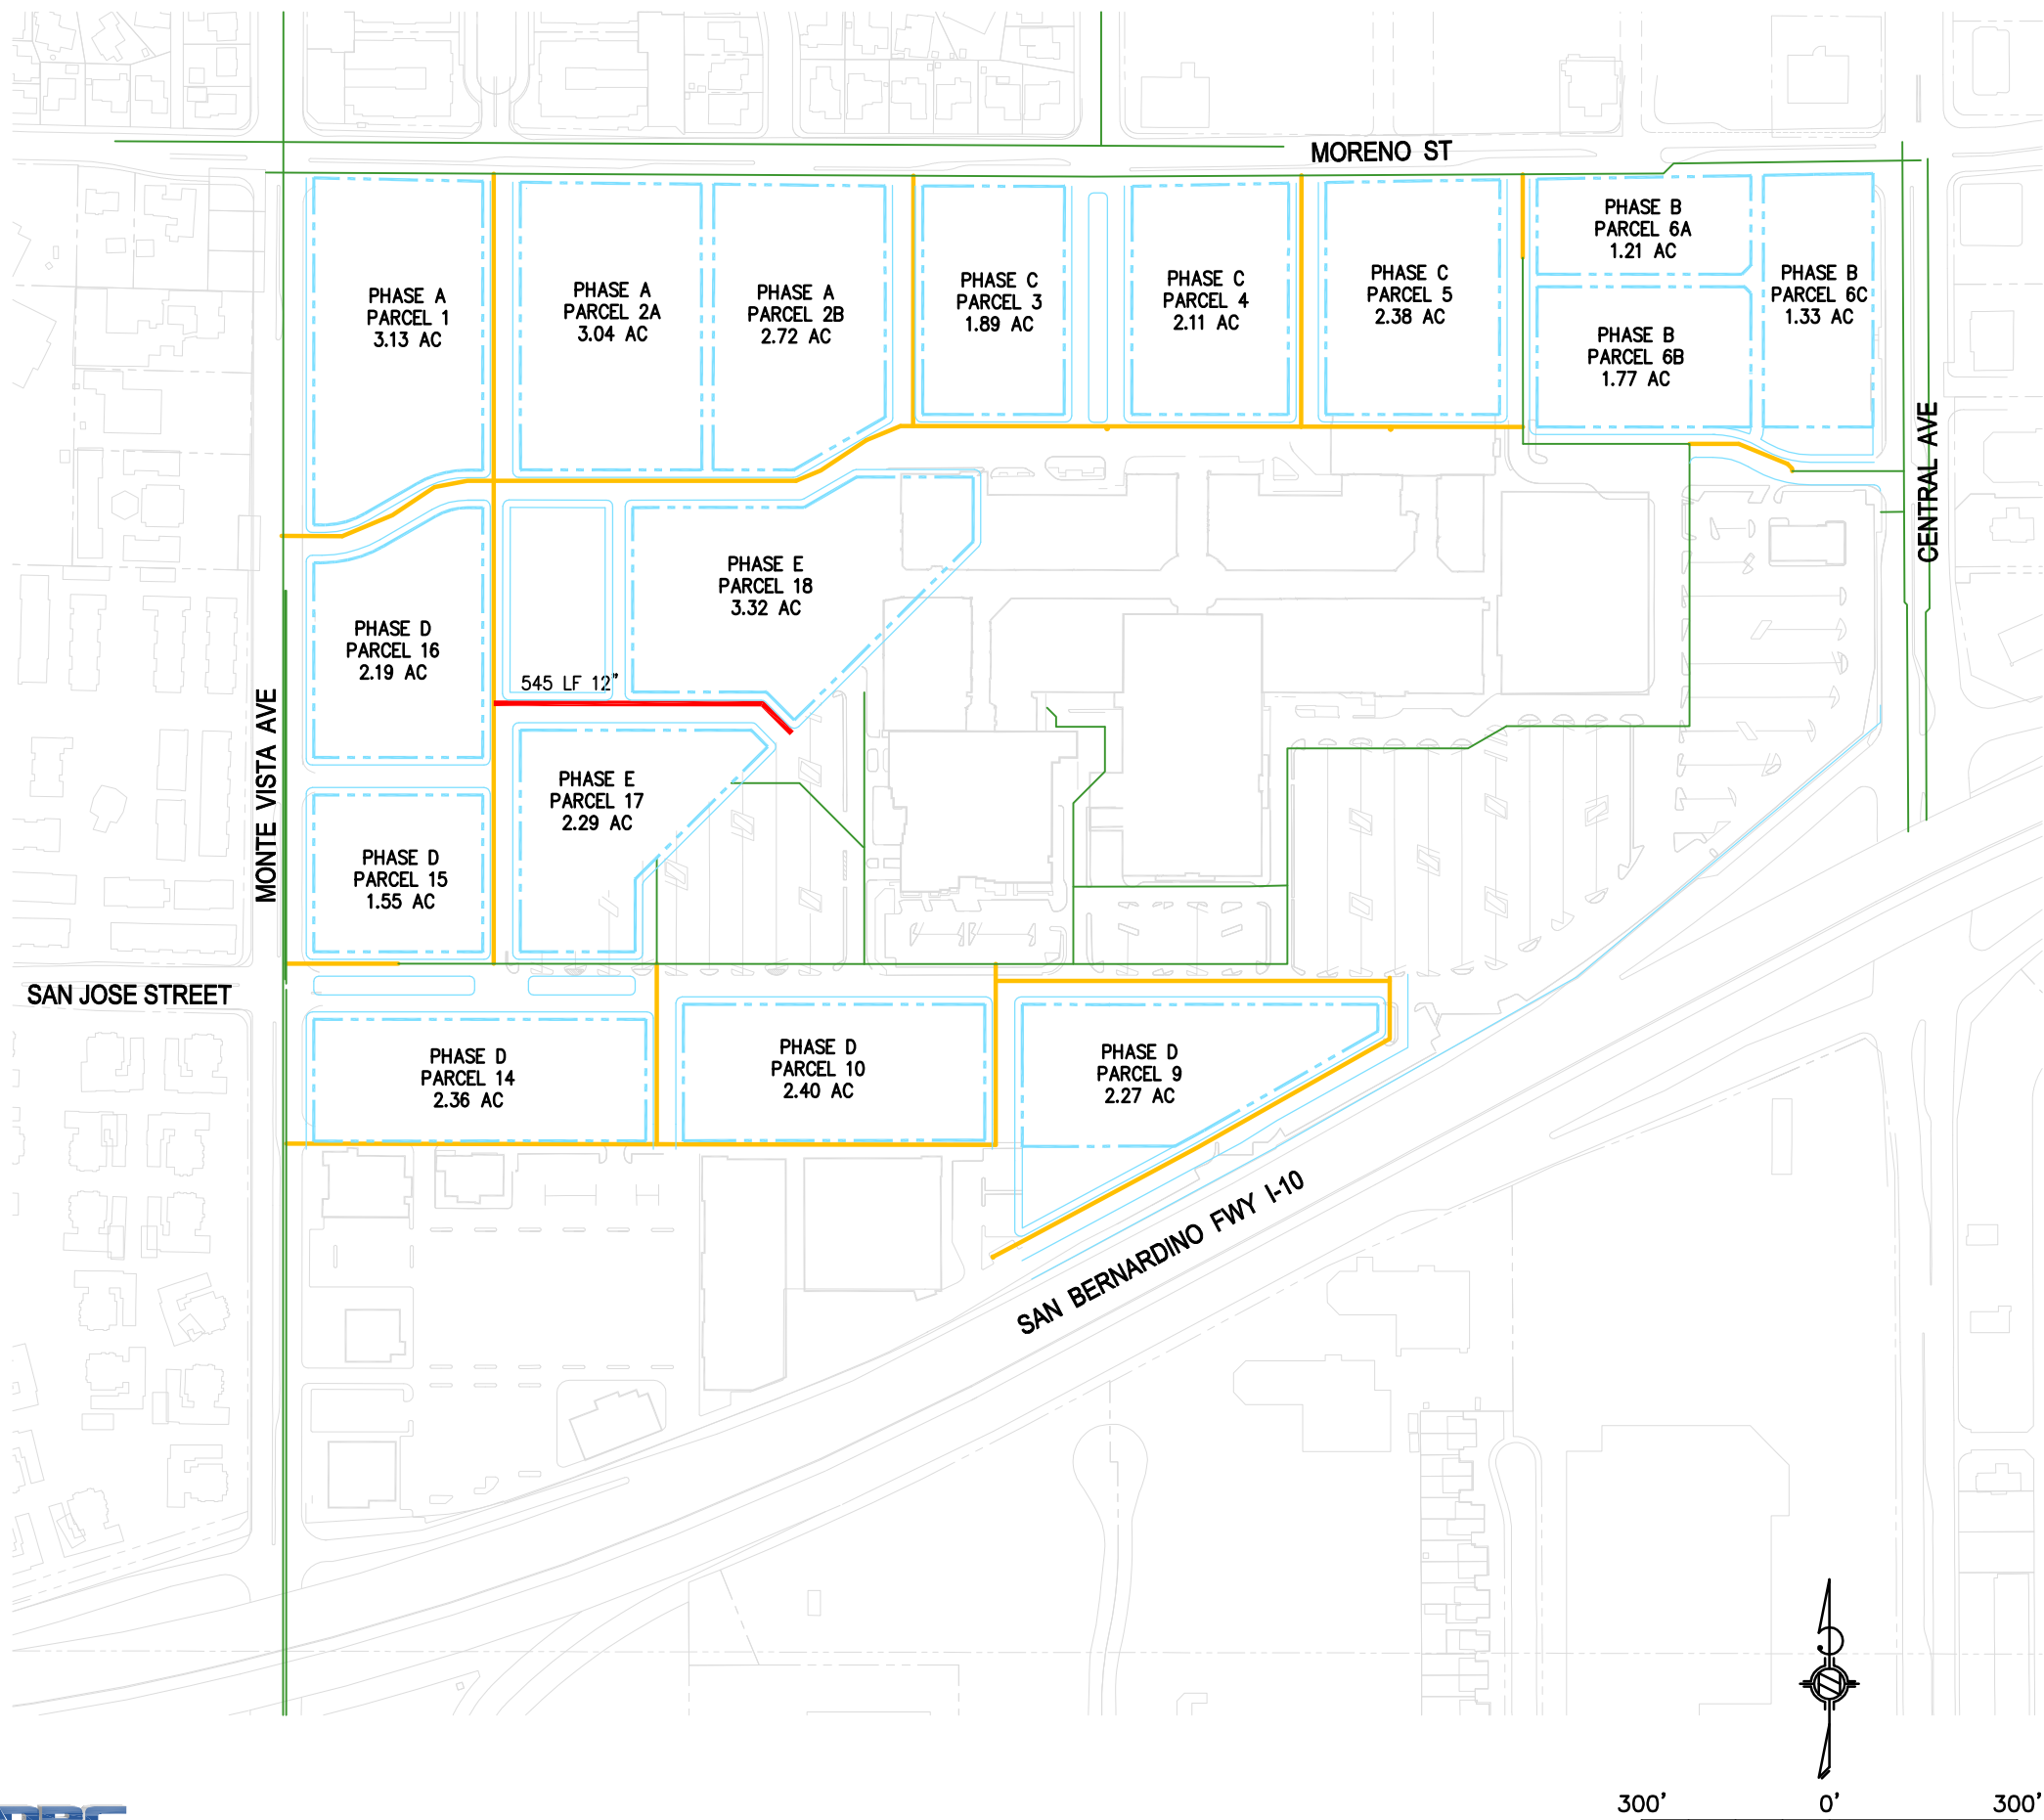 MORENO ST
PHASE A
PARCEL 1
3.13 AC
PHASE A
PARCEL 2A
3.04 AC
PHASE A
PARCEL 2B
2.72 AC
PHASE C
PARCEL 3
1.89 AC
PHASE C
PARCEL 4
2.11 AC
PHASE C
PARCEL 5
2.38 AC
PHASE B
PARCEL 6A
1.21 AC
PHASE B
PARCEL 6B
1.77 AC
PHASE B
PARCEL 6C
1.33 AC
CENTRAL AVE
PHASE E
PARCEL 18
3.32 AC
PHASE D
PARCEL 16
2.19 AC
545 LF 12"
MONTE VISTA AVE
PHASE E
PARCEL 17
2.29 AC
PHASE D
PARCEL 15
1.55 AC
SAN JOSE STREET
PHASE D
PARCEL 14
2.36 AC
PHASE D
PARCEL 10
2.40 AC
PHASE D
PARCEL 9
2.27 AC
SAN BERNARDINO FWY I-10
300' 0' 300'